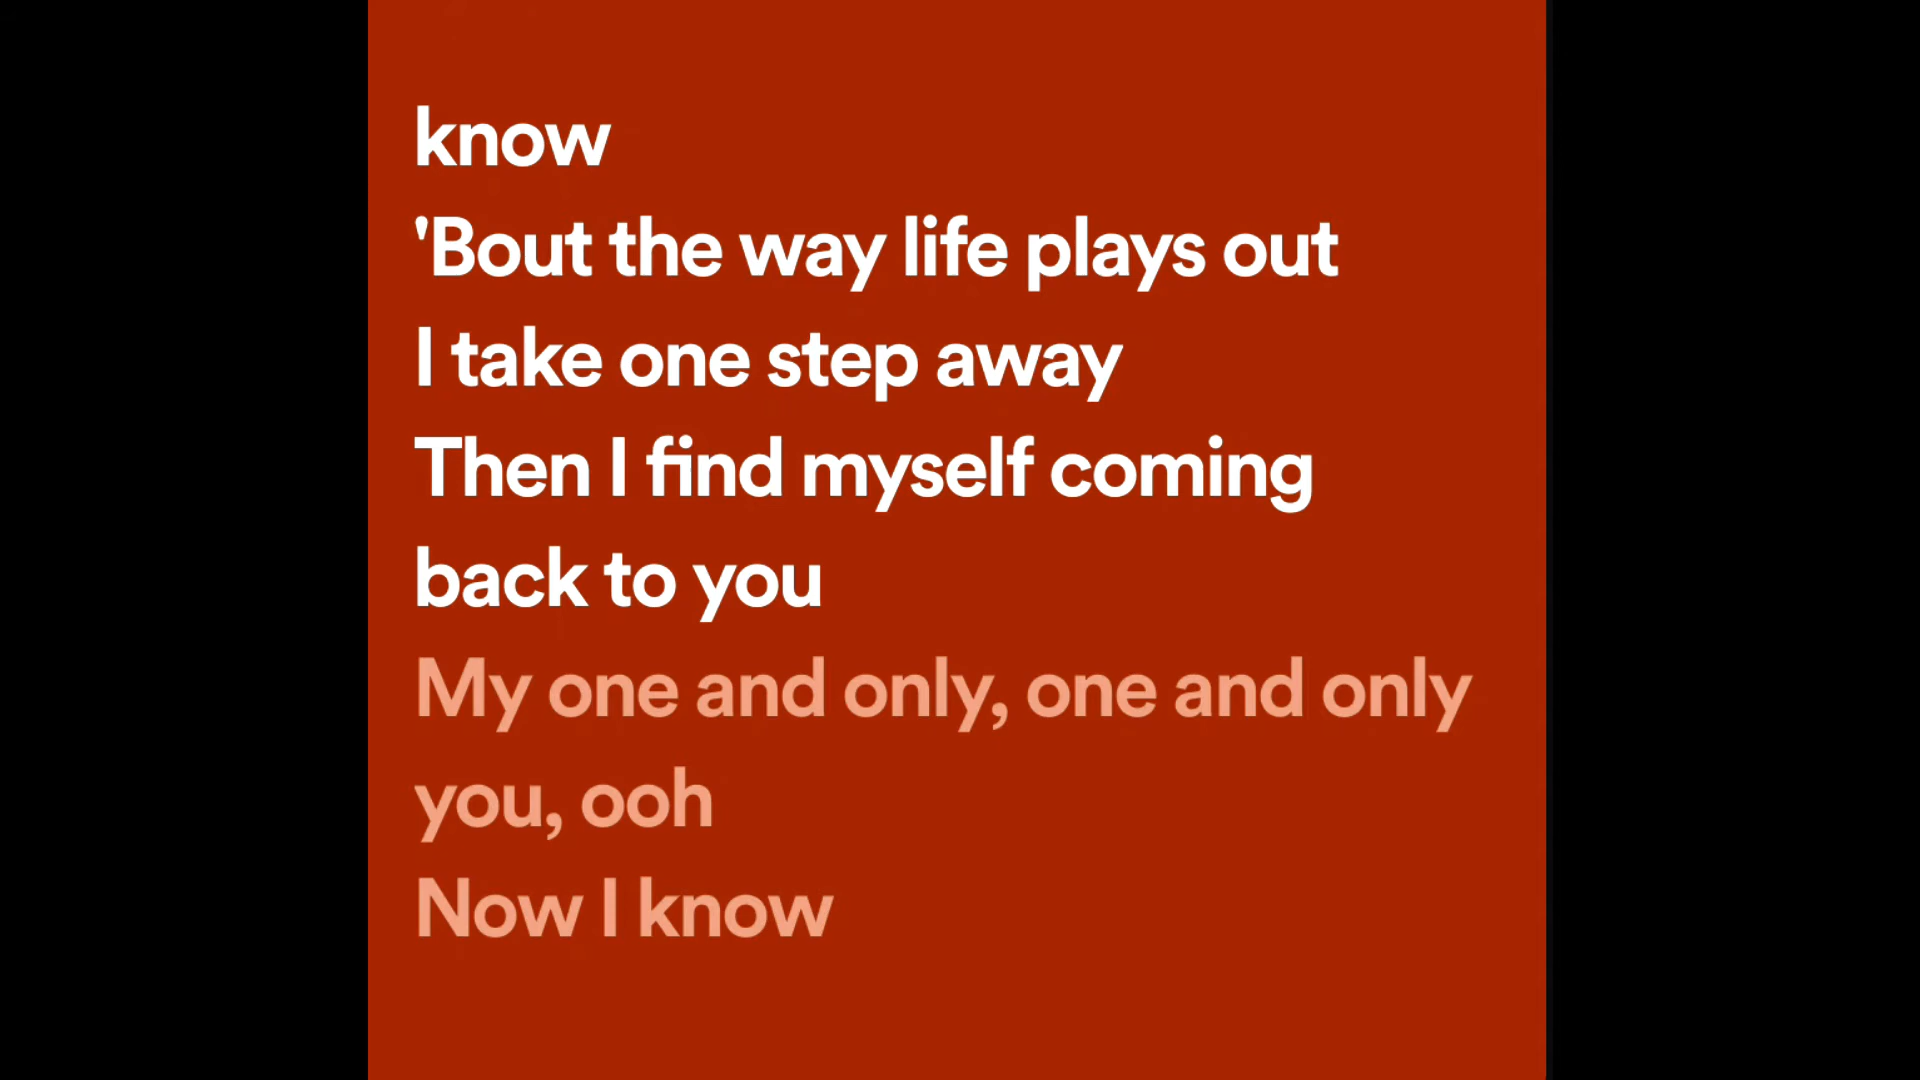 know
'Bout the way life plays out
I take one step away
Then I find myself coming
back to you
My one and only, one and only
you, ooh
Now I know